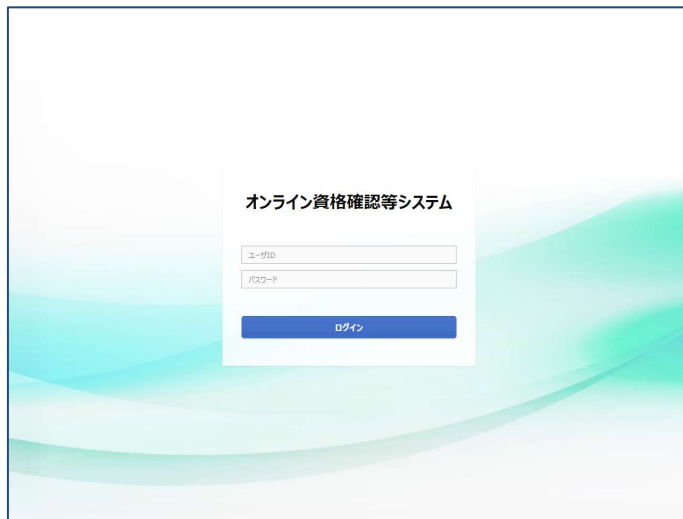 オンライン資格確認等システム
ユーザID
パスワード
ログイン